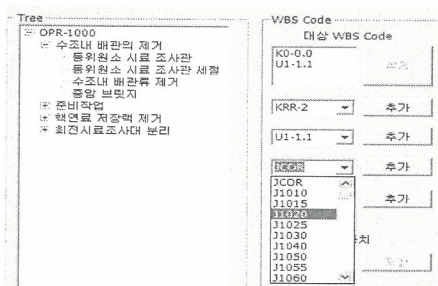 Tree
OPR-1000
수조내 배관의 제거
동위원소 시료 조사관
동위원소 시료 조사관 세절
수조내 배관류 제거
중앙 브릿지
준비작업
핵연료 저장랙 제거
회전시료조사대 분리
WBS Code
대상 WBS Code
K0-0.0
U1-1.1
KRR-2
추가
U1-1.1
추가
JCOR
추가
JCOR
J1010
J1015
J1020
J1025
J1030
J1040
J1050
J1055
J1060
추가